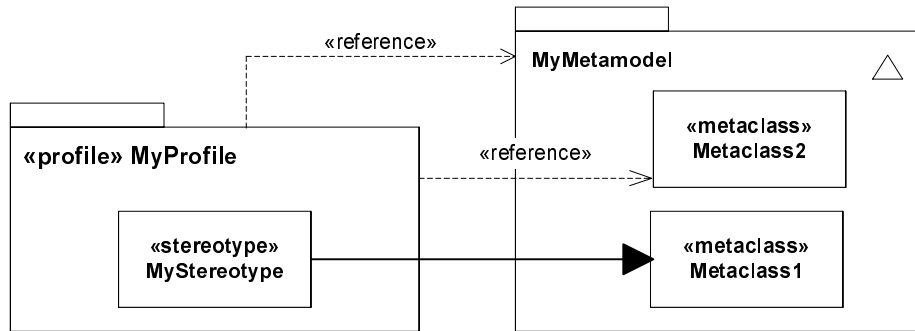 «reference»
MyMetamodel
«profile» MyProfile
«reference»
«metaclass»
Metaclass2
«stereotype»
MyStereotype
«metaclass»
Metaclass1